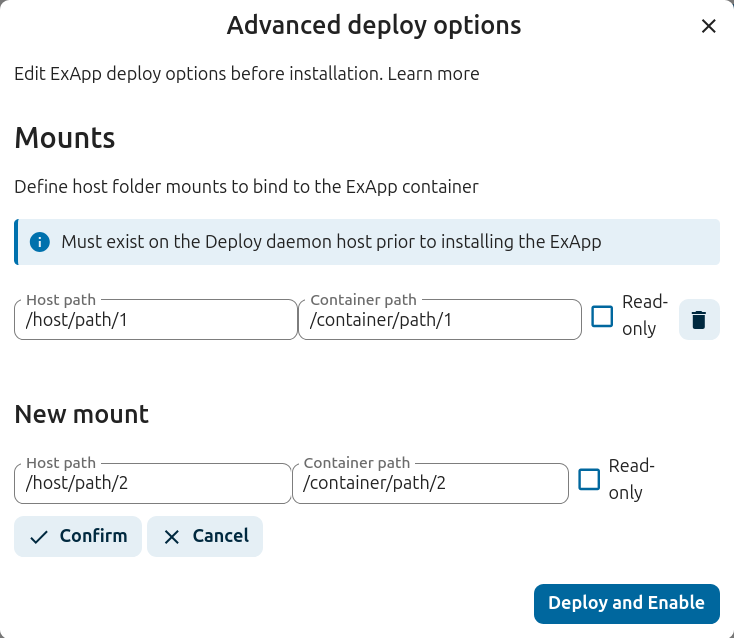 Advanced deploy options
Edit ExApp deploy options before installation. Learn more
Mounts
Define host folder mounts to bind to the ExApp container
Must exist on the Deploy daemon host prior to installing the ExApp
Host path
/host/path/1
Container path
/container/path/1
Read-
only
New mount
Host path
/host/path/2
Container path
/container/path/2
Read-
only
Confirm
Cancel
Deploy and Enable